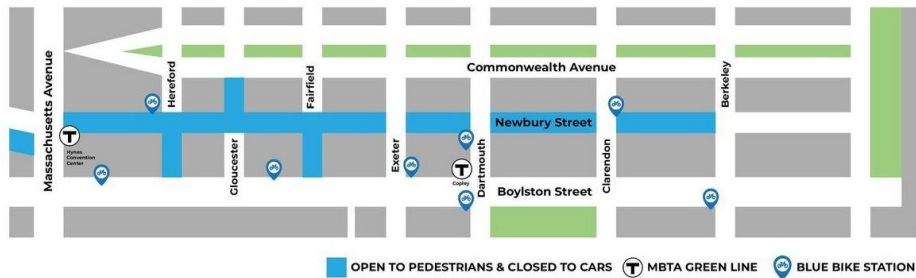 Massachusetts Avenue
Hereford
Gloucester
Fairfield
Exeter
Dartmouth
Clarendon
Berkeley
Commonwealth Avenue
Newbury Street
Boylston Street
T
Hynes
Convention
Center
T
Copley
OPEN TO PEDESTRIANS & CLOSED TO CARS
T
MBTA GREEN LINE
BLUE BIKE STATION